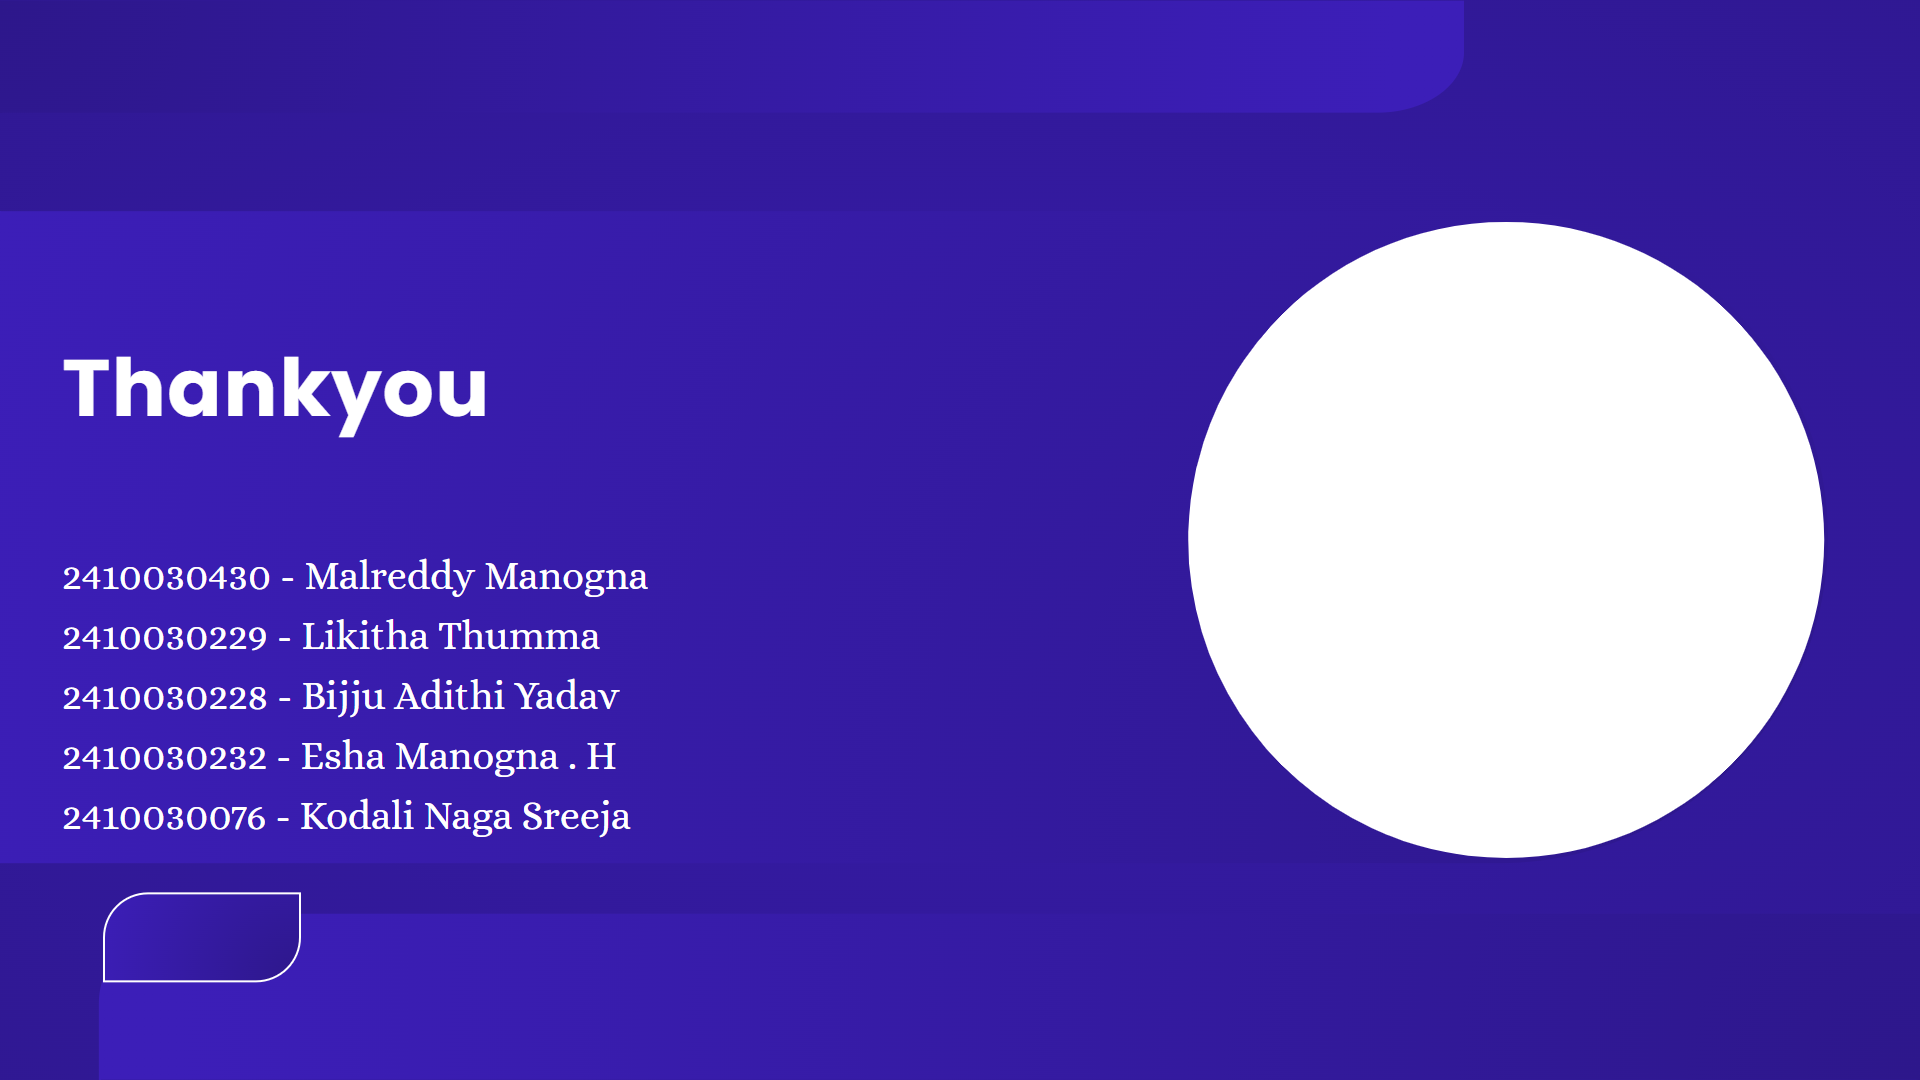 Thankyou
2410030430 - Malreddy Manogna
2410030229 - Likitha Thumma
2410030228 - Bijju Adithi Yadav
2410030232 - Esha Manogna . H
2410030076 - Kodali Naga Sreeja